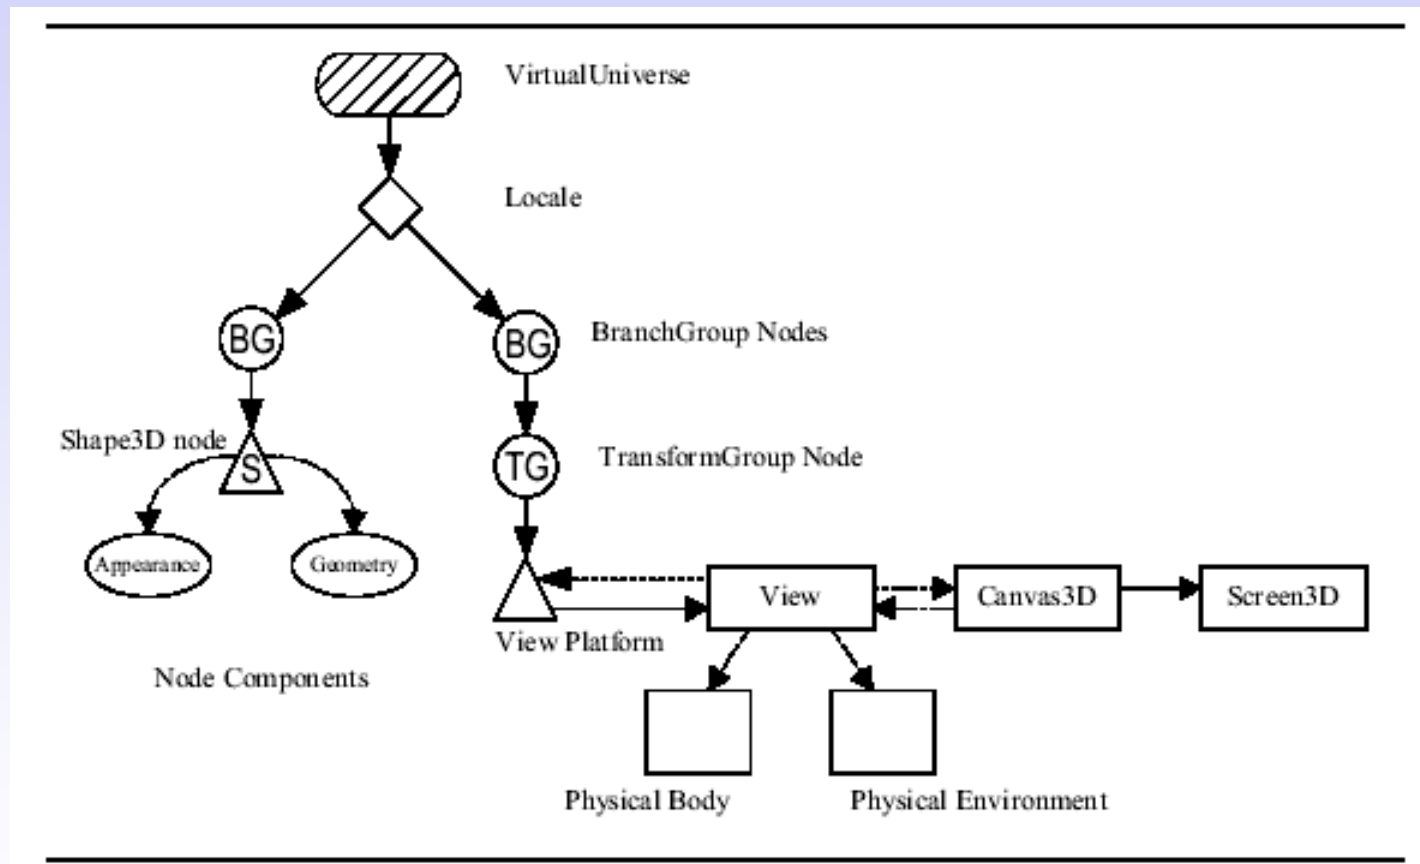 VirtualUniverse
Locale
BG
BG
BranchGroup Nodes
Shape3D node
S
TG
TransformGroup Node
Appearance
Geometry
View
Canvas3D
Screen3D
View Platform
Node Components
Physical Body
Physical Environment